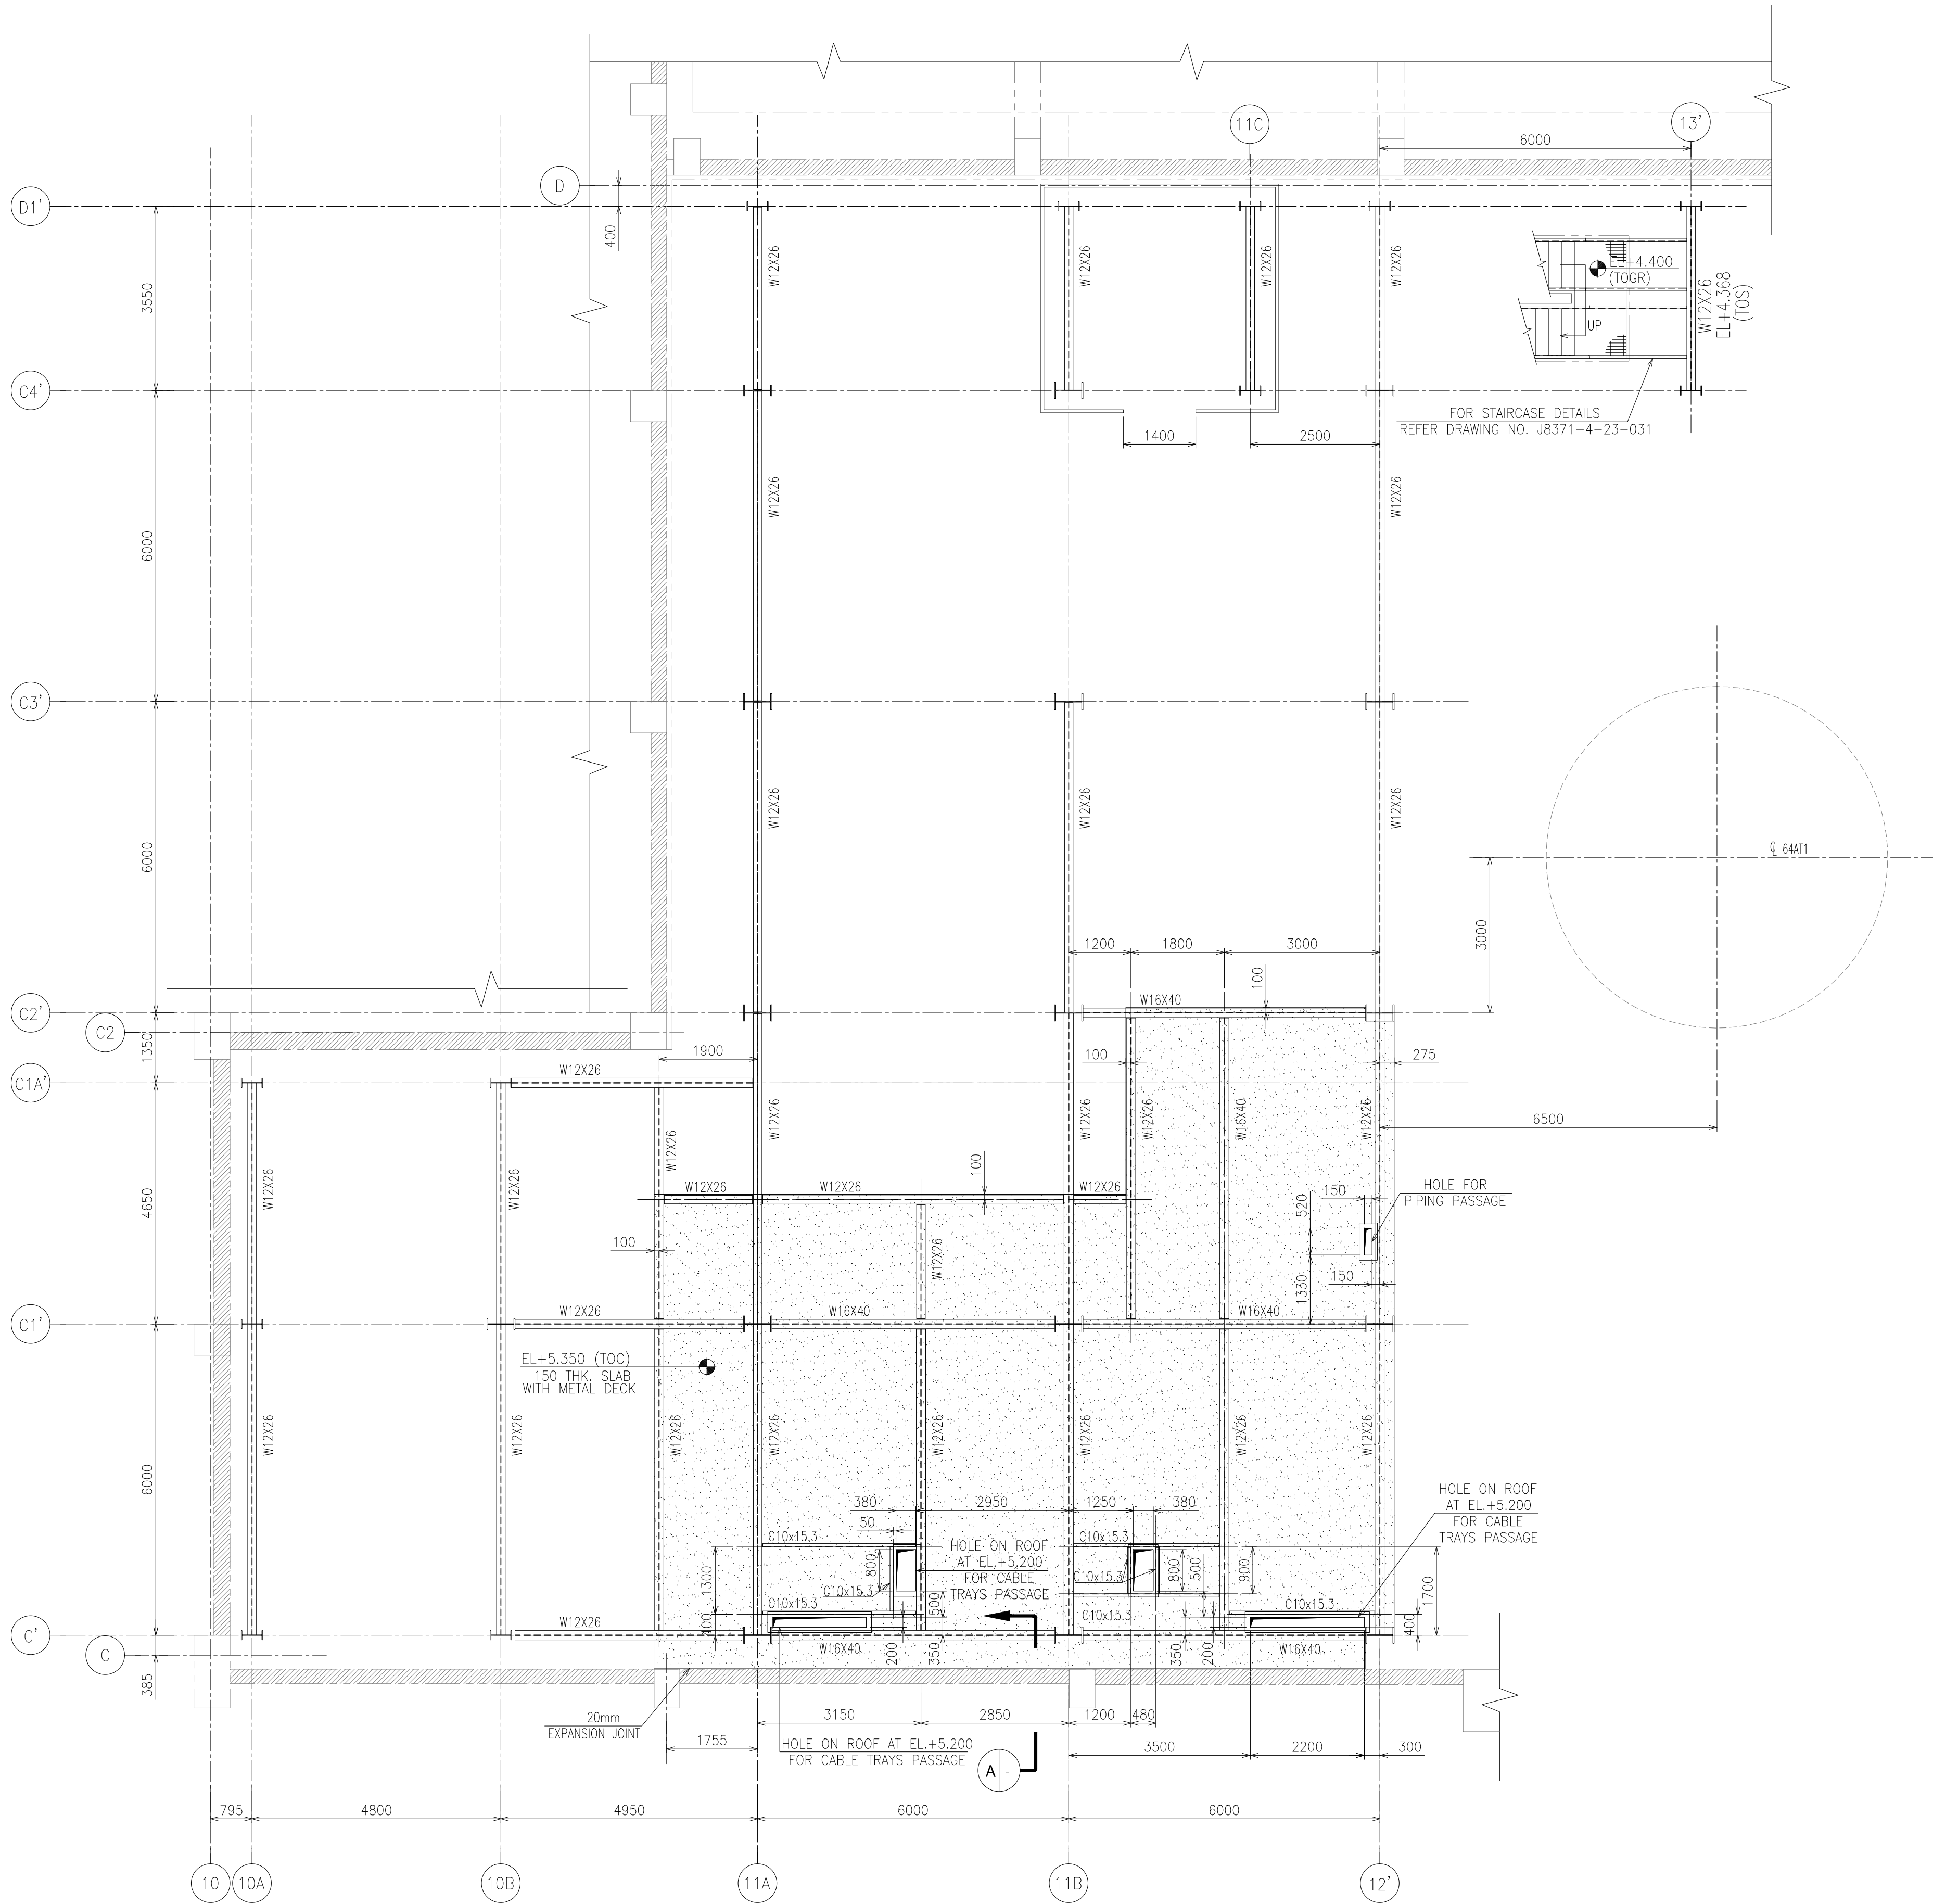 11C
13'
6000
D
D1'
400
W12X26
W12X26
W12X26
W12X26
EL+4.400
(TOGR)
UP
W12X26
EL+4.368
(TOS)
3550
C4'
FOR STAIRCASE DETAILS
REFER DRAWING NO. J8371-4-23-031
1400
2500
W12X26
W12X26
6000
C3'
W12X26
W12X26
W12X26
6000
℄ 64AT1
3000
1200
1800
3000
100
W16X40
C2'
C2
1350
1900
100
275
W12X26
C1A'
W12X26
W12X26
W12X26
W16X40
W12X26
6500
W12X26
W12X26
W12X26
4650
100
W12X26
W12X26
W12X26
150
HOLE FOR
PIPING PASSAGE
520
100
W12X26
1330
150
W12X26
W16X40
W16X40
C1'
EL+5.350 (TOC)
150 THK. SLAB
WITH METAL DECK
W12X26
W12X26
W12X26
W12X26
W12X26
W12X26
W12X26
W12X26
6000
HOLE ON ROOF
AT EL.+5.200
FOR CABLE
TRAYS PASSAGE
380
2950
1250
380
50
C10x15.3
C10x15.3
HOLE ON ROOF
AT EL.+5.200
FOR CABLE
TRAYS PASSAGE
1300
800
C10x15.3
C10x15.3
800
500
900
1700
C10x15.3
500
C10x15.3
C10x15.3
400
400
C'
W12X26
W16X40
200
350
350
200
W16X40
C
385
20mm
EXPANSION JOINT
3150
2850
1200
480
1755
HOLE ON ROOF AT EL.+5.200
FOR CABLE TRAYS PASSAGE
3500
2200
300
A
-
795
4800
4950
6000
6000
10
10A
10B
11A
11B
12'